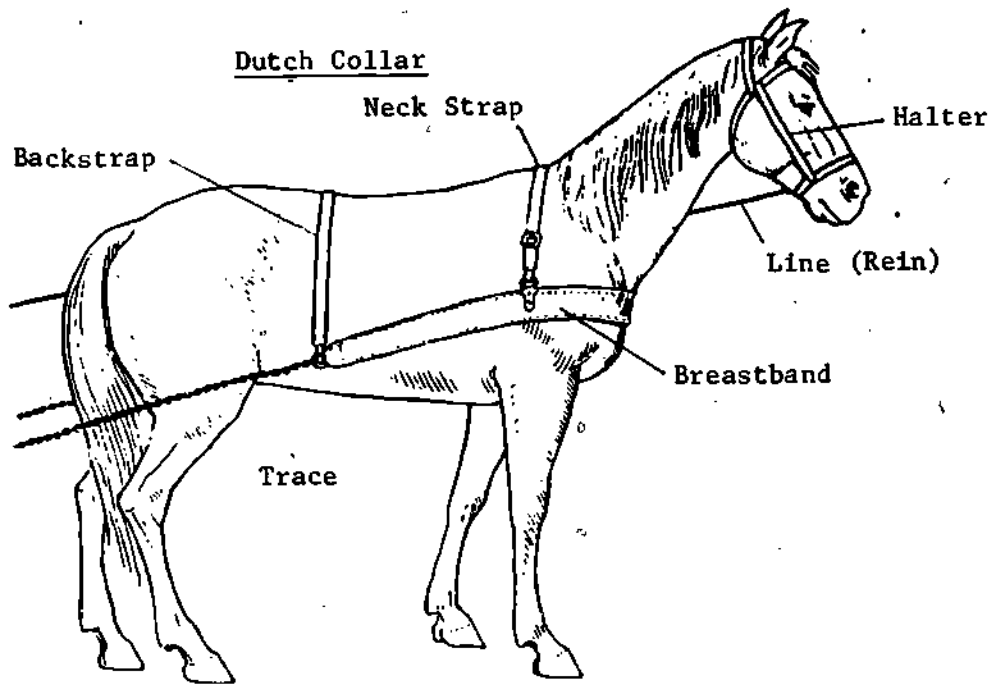 Dutch Collar
Neck Strap
Halter
Backstrap
Line (Rein)
Breastband
Trace